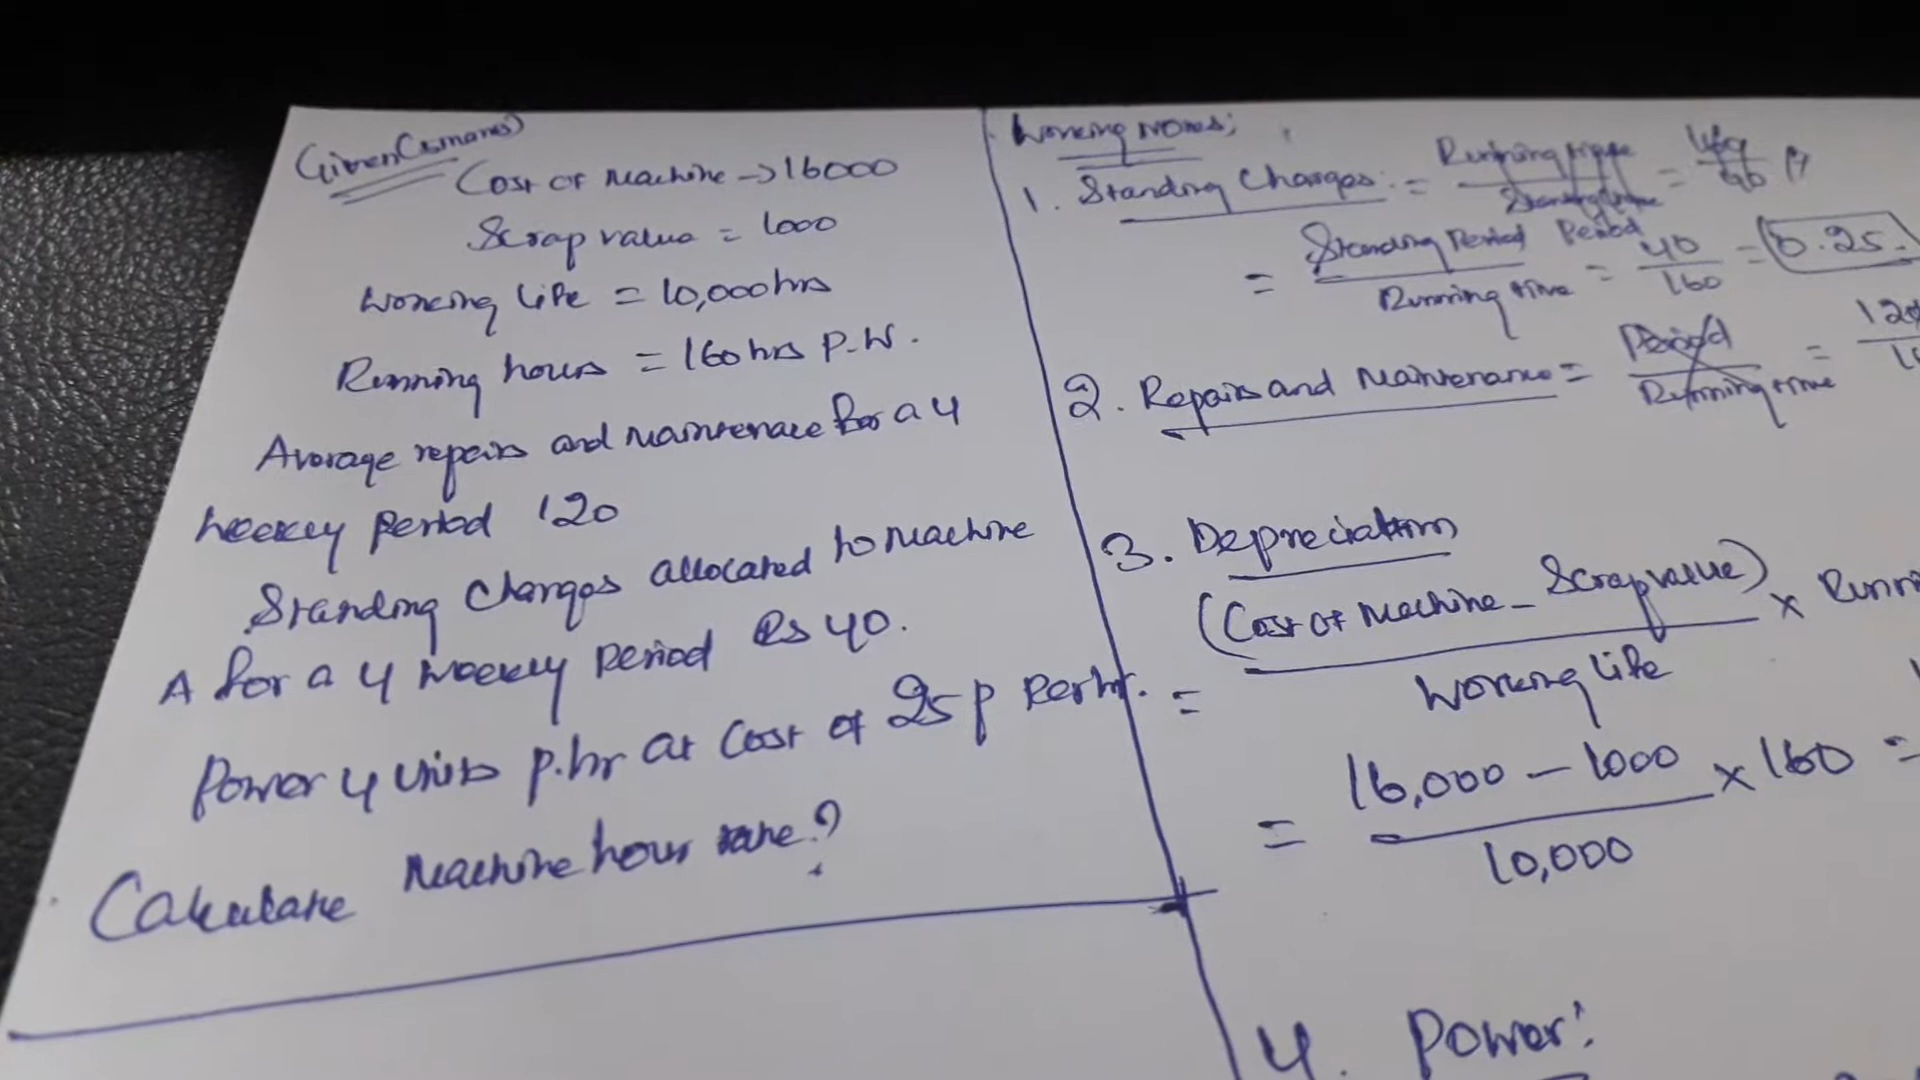 Given (4 marks)
Cost of Machine → 16000
Scrap value = 1000
Working life = 10,000 hrs
Running hours = 160 hrs P.W.
Average repairs and maintenace for a 4
weekly Period 120
Standing charges allocated to machine
A for a 4 weekly Period Rs 40.
Power 4 units p.hr at cost of 25 p per hr.
Calculate Machine hour rate?
Working Notes;
1. Standing Charges =
= Standing Period / Running time = 40 / 160 = 0.25.
2. Repairs and Maintenance = Period / Running time =
3. Depreciation
= (Cost of Machine - Scrap value) / Working life ×
= 16,000 - 1000 / 10,000 × 160 =
4. Power: